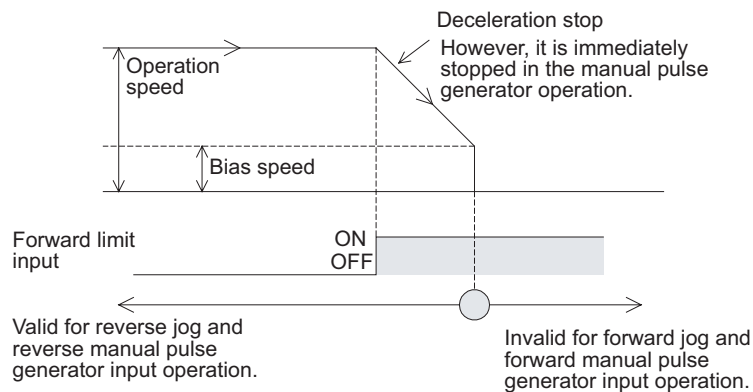 Deceleration stop
However, it is immediately
stopped in the manual pulse
generator operation.
Operation
speed
Bias speed
Forward limit
input
ON
OFF
Valid for reverse jog and
reverse manual pulse
generator input operation.
Invalid for forward jog and
forward manual pulse
generator input operation.